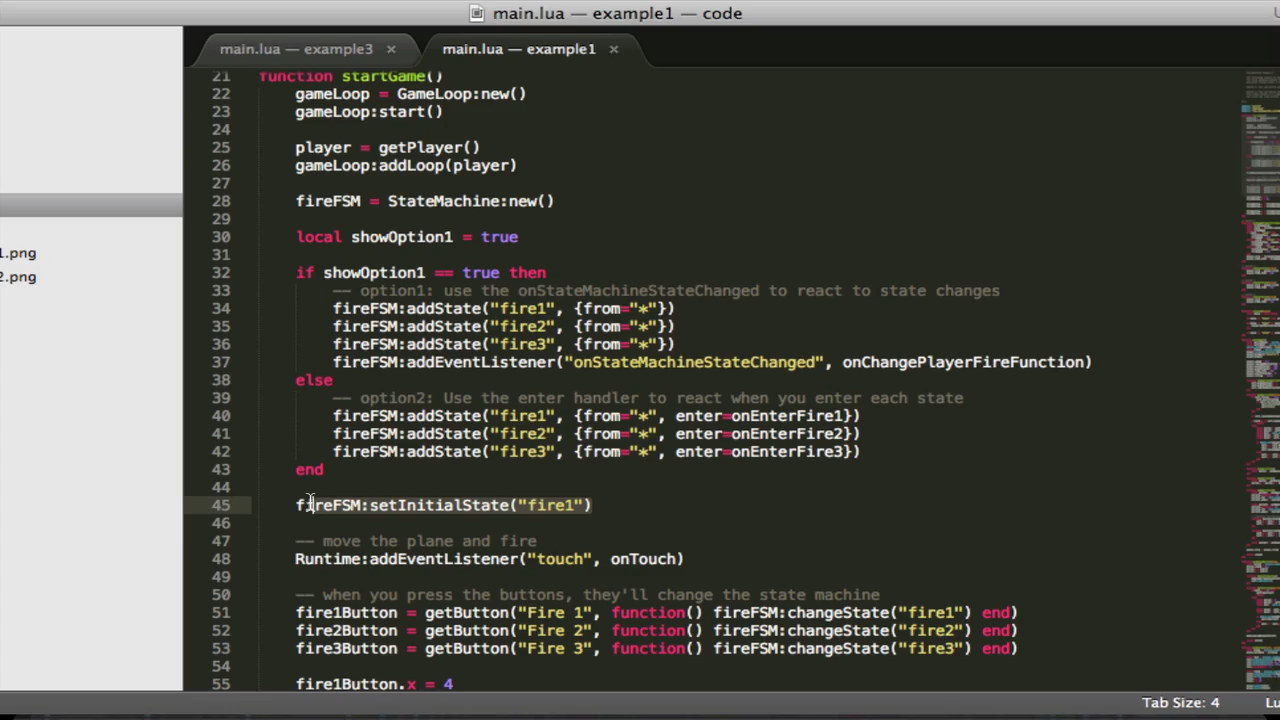 main.lua — example1 — code
main.lua — example3 ×
main.lua — example1 ×
1.png
2.png
21 function startGame()
22 gameLoop = GameLoop:new()
23 gameLoop:start()
24
25 player = getPlayer()
26 gameLoop:addLoop(player)
27
28 fireFSM = StateMachine:new()
29
30 local showOption1 = true
31
32 if showOption1 == true then
33 -- option1: use the onStateMachineStateChanged to react to state changes
34 fireFSM:addState("fire1", {from="*"})
35 fireFSM:addState("fire2", {from="*"})
36 fireFSM:addState("fire3", {from="*"})
37 fireFSM:addEventListener("onStateMachineStateChanged", onChangePlayerFireFunction)
38 else
39 -- option2: Use the enter handler to react when you enter each state
40 fireFSM:addState("fire1", {from="*", enter=onEnterFire1})
41 fireFSM:addState("fire2", {from="*", enter=onEnterFire2})
42 fireFSM:addState("fire3", {from="*", enter=onEnterFire3})
43 end
44
45 fireFSM:setInitialState("fire1")
46
47 -- move the plane and fire
48 Runtime:addEventListener("touch", onTouch)
49
50 -- when you press the buttons, they'll change the state machine
51 fire1Button = getButton("Fire 1", function() fireFSM:changeState("fire1") end)
52 fire2Button = getButton("Fire 2", function() fireFSM:changeState("fire2") end)
53 fire3Button = getButton("Fire 3", function() fireFSM:changeState("fire3") end)
54
55 fire1Button.x = 4
Tab Size: 4